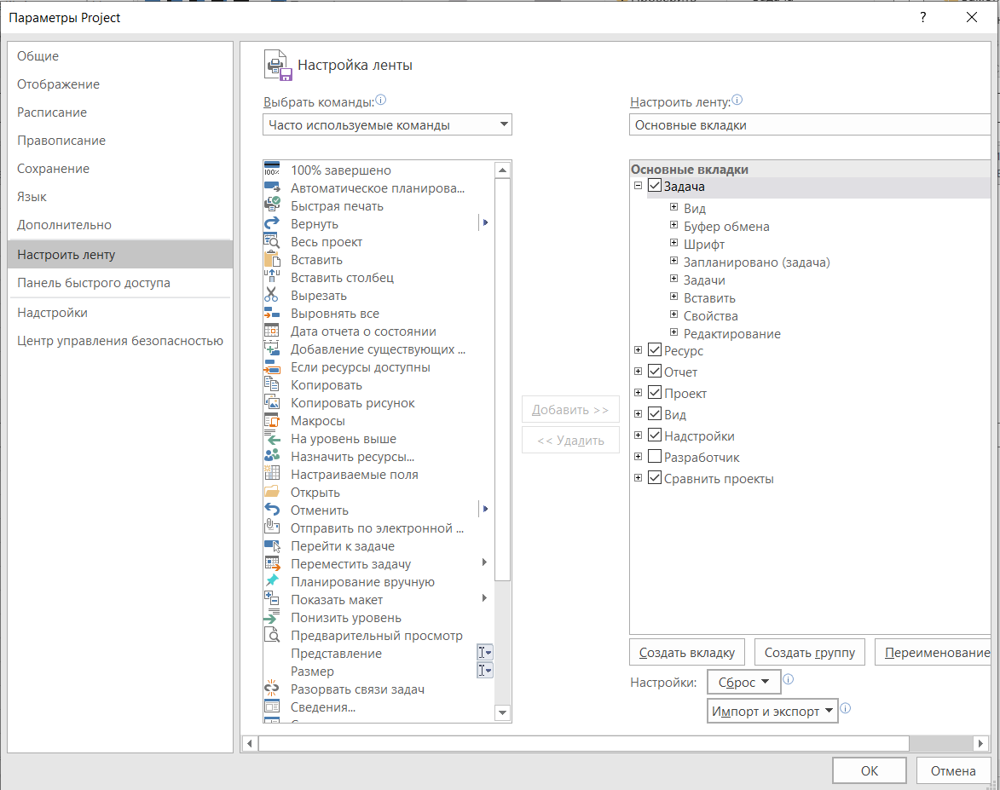 Параметры Project
?
Общие
Отображение
Расписание
Правописание
Сохранение
Язык
Дополнительно
Настроить ленту
Панель быстрого доступа
Надстройки
Центр управления безопасностью
Настройка ленты
Выбрать команды:
Часто используемые команды
100% завершено
Автоматическое планирова...
Быстрая печать
Вернуть
Весь проект
Вставить
Вставить столбец
Вырезать
Выровнять все
Дата отчета о состоянии
Добавление существующих ...
Если ресурсы доступны
Копировать
Копировать рисунок
Макросы
На уровень выше
Назначить ресурсы...
Настраиваемые поля
Открыть
Отменить
Отправить по электронной ...
Перейти к задаче
Переместить задачу
Планирование вручную
Показать макет
Понизить уровень
Предварительный просмотр
Представление
Размер
Разорвать связи задач
Сведения...
Добавить >>
<< Удалить
Настроить ленту:
Основные вкладки
Основные вкладки
Задача
Вид
Буфер обмена
Шрифт
Запланировано (задача)
Задачи
Вставить
Свойства
Редактирование
Ресурс
Отчет
Проект
Вид
Надстройки
Разработчик
Сравнить проекты
Создать вкладку
Создать группу
Переименование
Настройки:
Сброс
Импорт и экспорт
ОК
Отмена